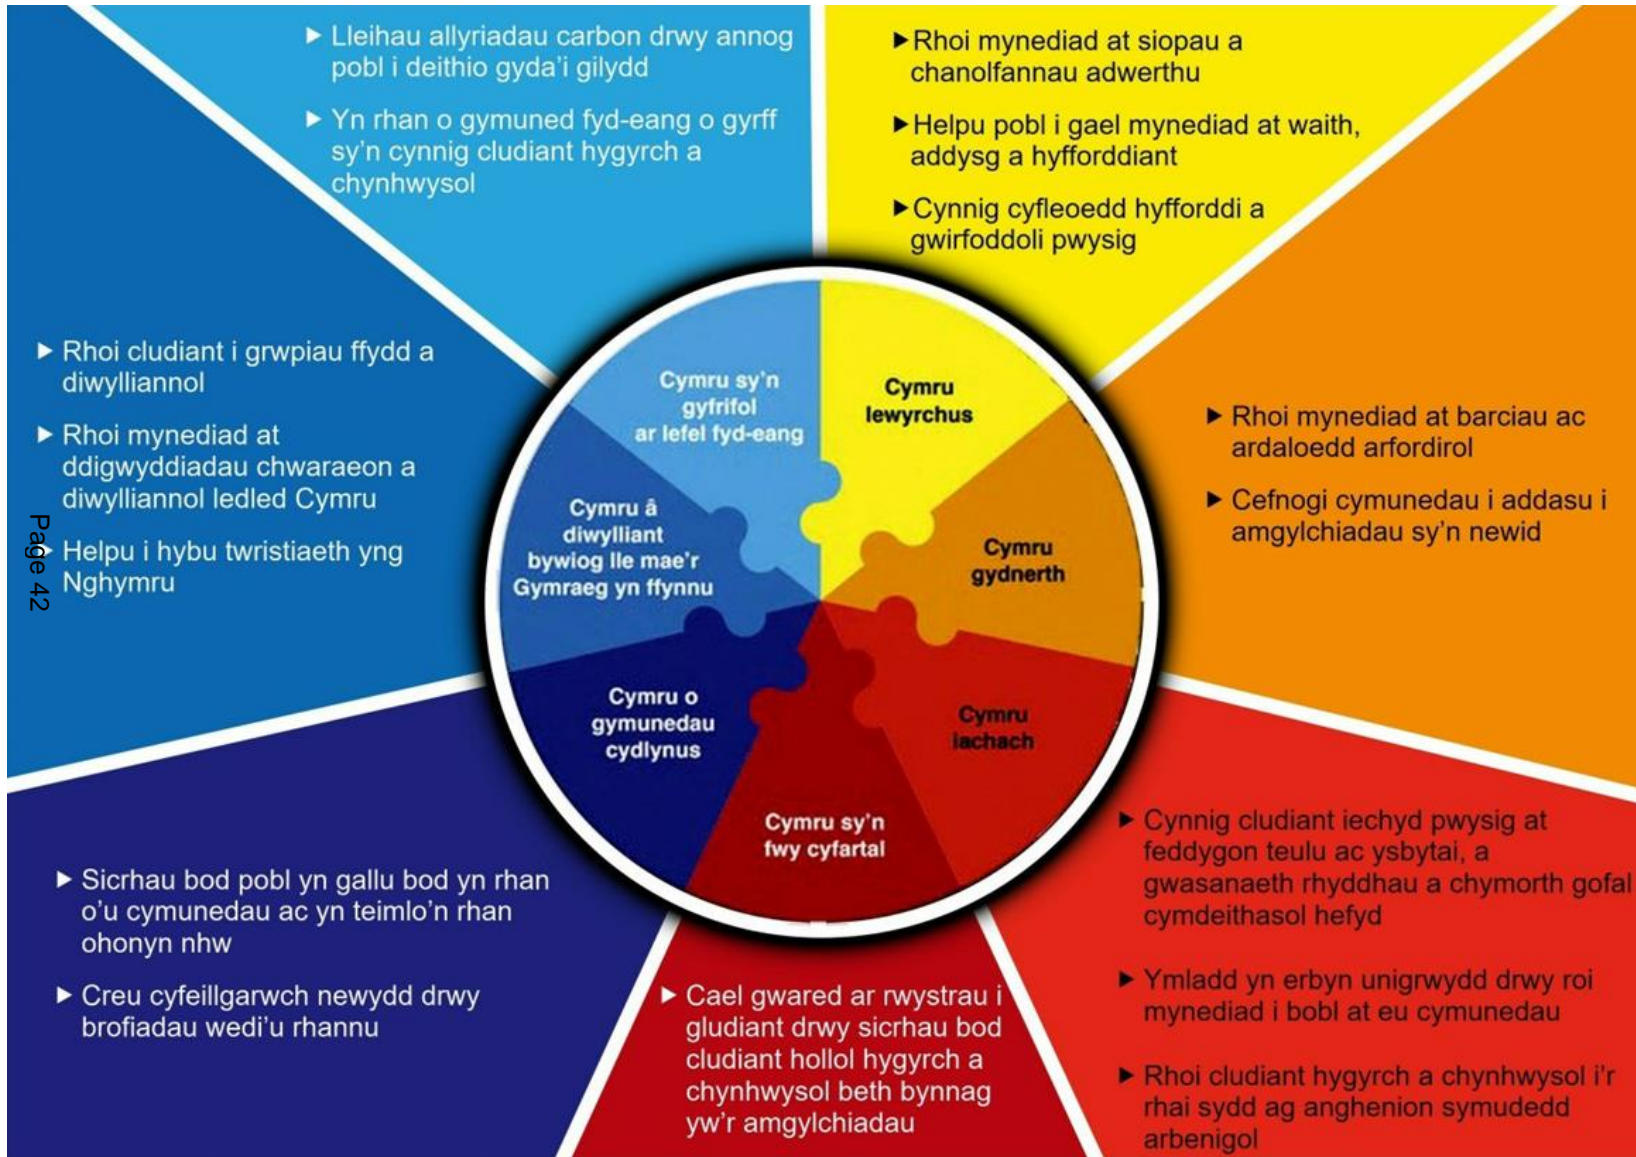 Lleihau allyriadau carbon drwy annog
pobl i deithio gyda'i gilydd
Yn rhan o gymuned fyd-eang o gyrff
sy'n cynnig cludiant hygyrch a
chynhwysol
Rhoi mynediad at siopau a
chanolfannau adwerthu
Helpu pobl i gael mynediad at waith,
addysg a hyfforddiant
Cynnig cyfleoedd hyfforddi a
gwirfoddoli pwysig
Rhoi cludiant i grwpiau ffydd a
diwylliannol
Rhoi mynediad at
ddigwyddiadau chwaraeon a
diwylliannol ledled Cymru
Helpu i hybu twristiaeth yng
Nghymru
Page 42
Cymru sy'n
gyfrifol
ar lefel fyd-eang
Cymru
lewyrchus
Cymru â
diwylliant
bywiog lle mae'r
Gymraeg yn ffynnu
Cymru
gydnerth
Cymru o
gymunedau
cydlynus
Cymru
iachach
Cymru sy'n
fwy cyfartal
Rhoi mynediad at barciau ac
ardaloedd arfordirol
Cefnogi cymunedau i addasu i
amgylchiadau sy'n newid
Sicrhau bod pobl yn gallu bod yn rhan
o'u cymunedau ac yn teimlo'n rhan
ohonyn nhw
Creu cyfeillgarwch newydd drwy
brofiadau wedi'u rhannu
Cael gwared ar rwystrau i
gludiant drwy sicrhau bod
cludiant hollol hygyrch a
chynhwysol beth bynnag
yw'r amgylchiadau
Cynnig cludiant iechyd pwysig at
feddygon teulu ac ysbytai, a
gwasanaeth rhyddhau a chymorth gofal
cymdeithasol hefyd
Ymladd yn erbyn unigrwydd drwy roi
mynediad i bobl at eu cymunedau
Rhoi cludiant hygyrch a chynhwysol i'r
rhai sydd ag anghenion symudedd
arbenigol